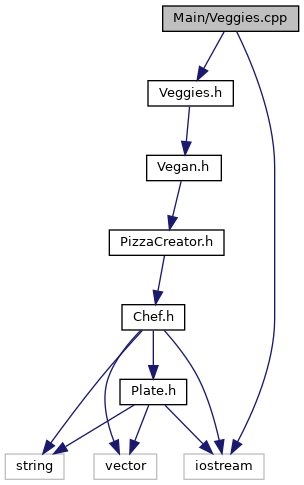 Main/Veggies.cpp
Veggies.h
Vegan.h
PizzaCreator.h
Chef.h
Plate.h
string
vector
iostream